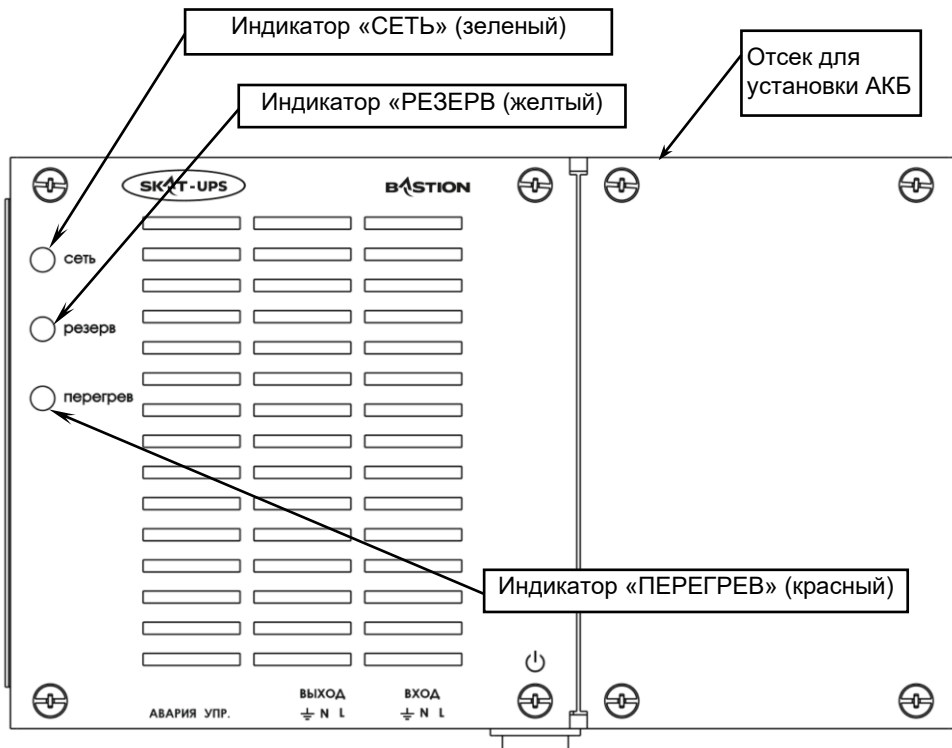 Индикатор «СЕТЬ» (зеленый)
Отсек для
установки АКБ
Индикатор «РЕЗЕРВ (желтый)
SKAT-UPS
BASTION
сеть
резерв
перегрев
Индикатор «ПЕРЕГРЕВ» (красный)
АВАРИЯ УПР.
ВЫХОД
⏚ N L
ВХОД
⏚ N L